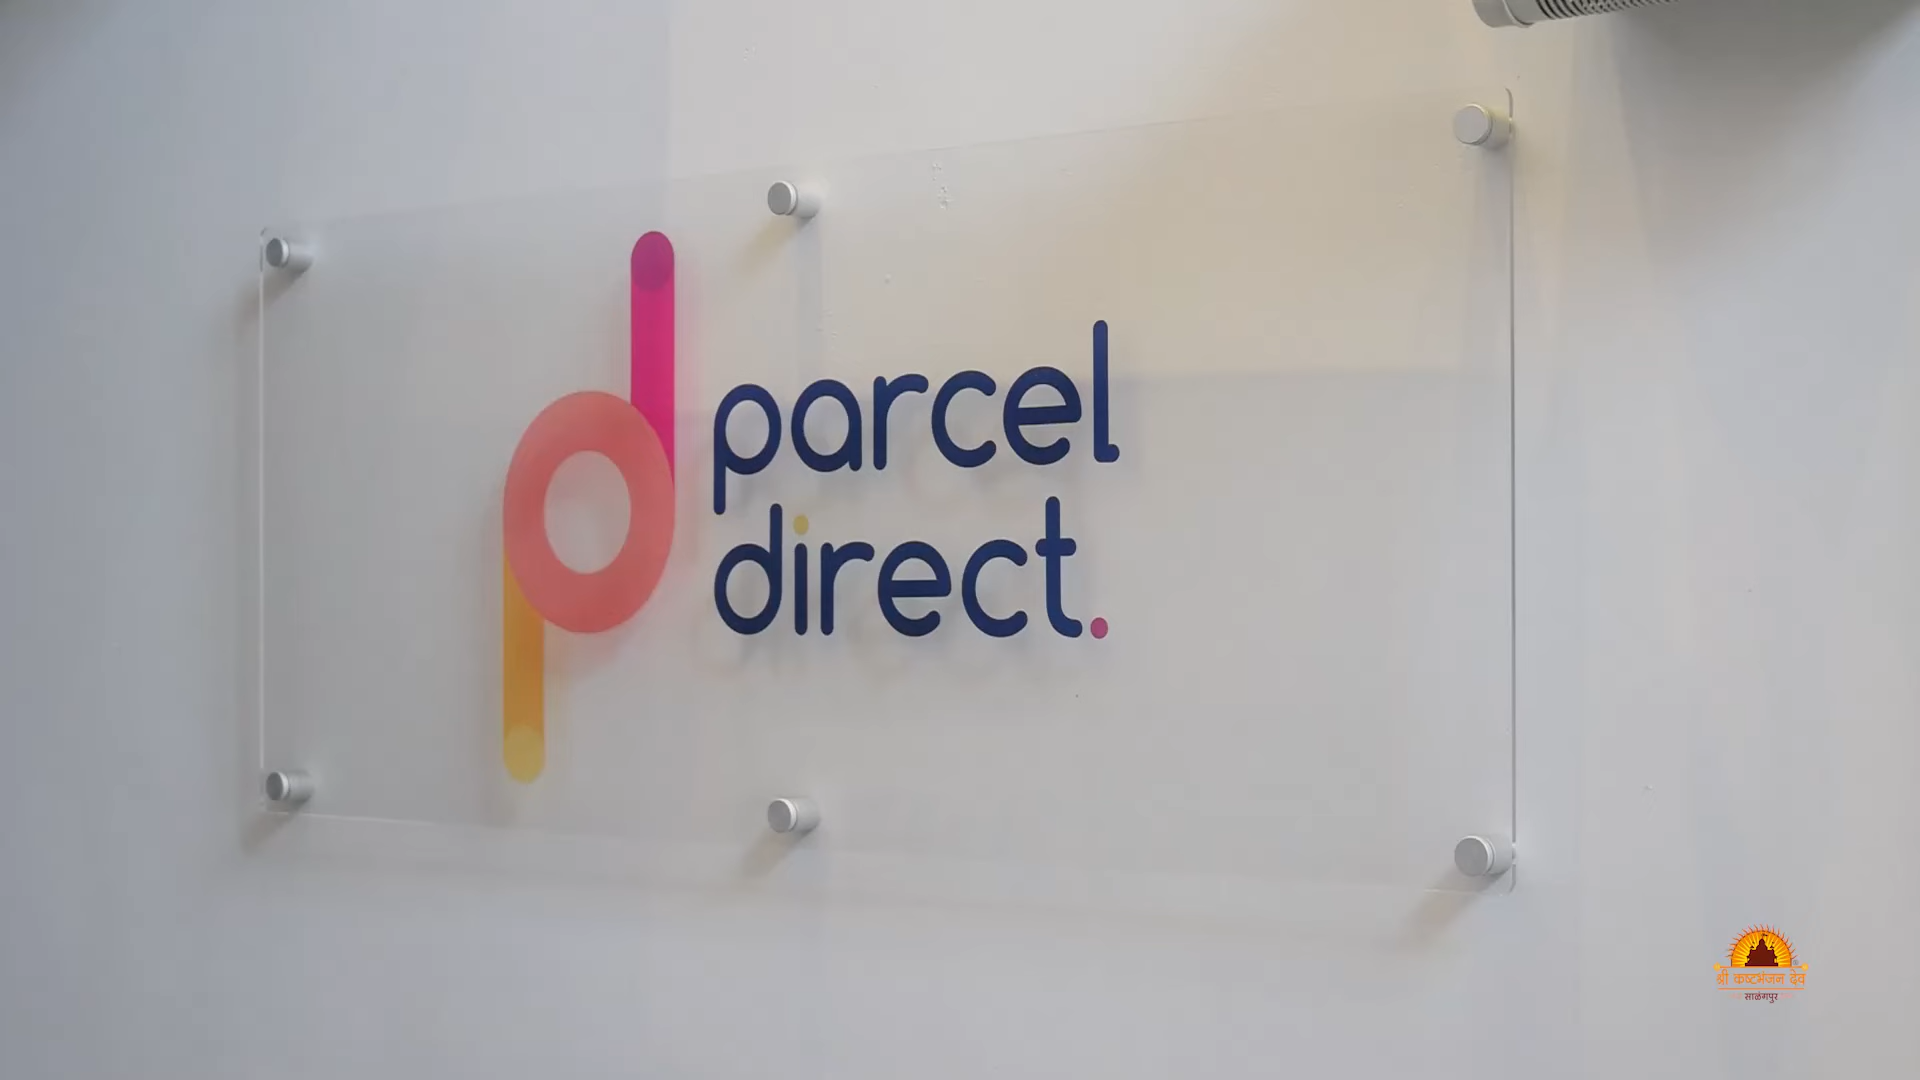 parcel
direct.
श्री कष्टभंजन देव
साळंगपुर